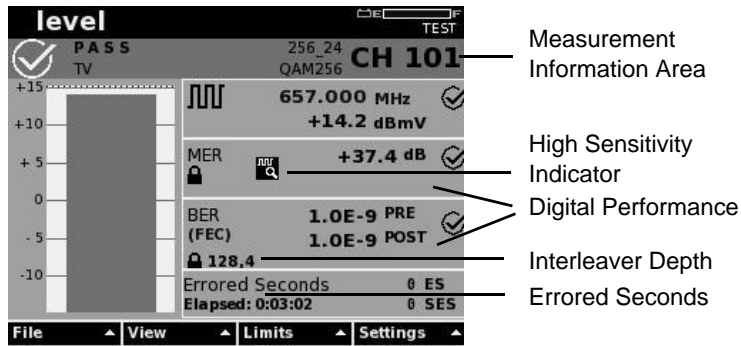 level
E F
TEST
PASS
TV
256_24
QAM256
CH 101
+15
+10
+ 5
0
- 5
-10
657.000 MHz
+14.2 dBmV
MER
+37.4 dB
BER
(FEC)
1.0E-9 PRE
1.0E-9 POST
128,4
Errored Seconds
Elapsed: 0:03:02
0 ES
0 SES
File
View
Limits
Settings
Measurement
Information Area
High Sensitivity
Indicator
Digital Performance
Interleaver Depth
Errored Seconds